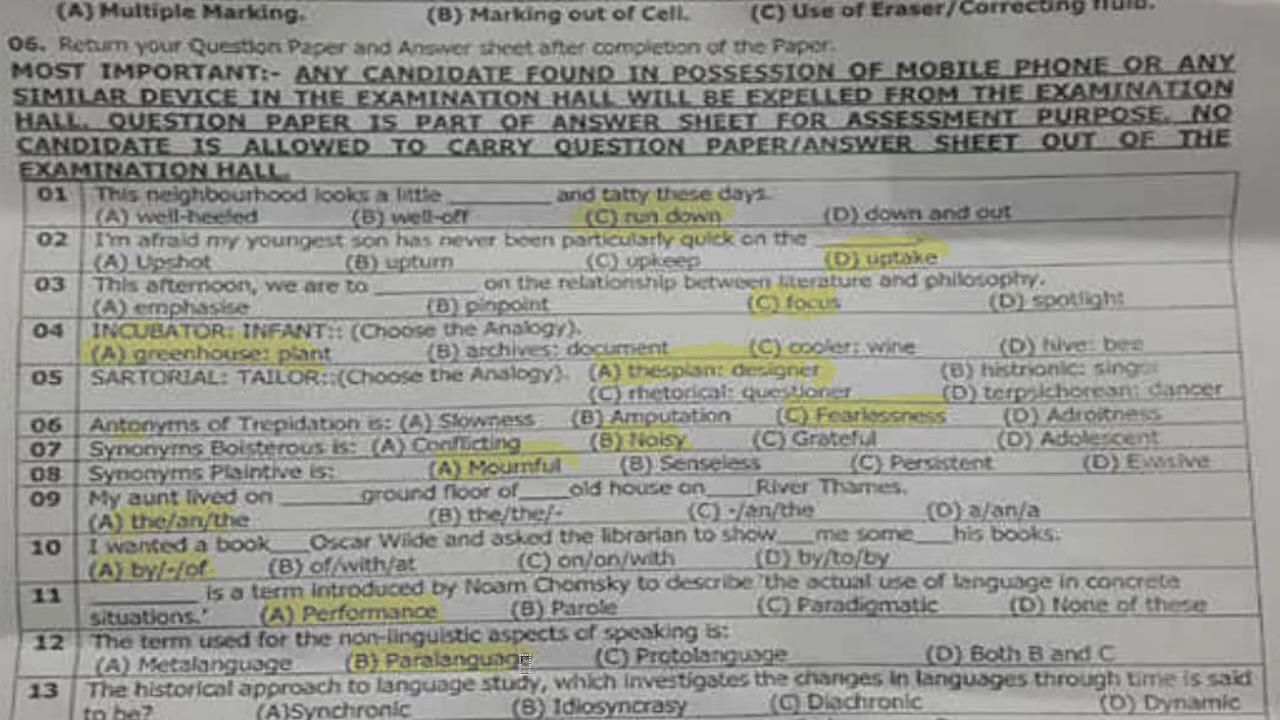 (A) Multiple Marking. (B) Marking out of Cell. (C) Use of Eraser/Correcting fluid.
06. Return your Question Paper and Answer sheet after completion of the Paper.
MOST IMPORTANT:- ANY CANDIDATE FOUND IN POSSESSION OF MOBILE PHONE OR ANY
SIMILAR DEVICE IN THE EXAMINATION HALL WILL BE EXPELLED FROM THE EXAMINATION
HALL. QUESTION PAPER IS PART OF ANSWER SHEET FOR ASSESSMENT PURPOSE. NO
CANDIDATE IS ALLOWED TO CARRY QUESTION PAPER/ANSWER SHEET OUT OF THE
EXAMINATION HALL.
01 This neighbourhood looks a little ________ and tatty these days.
(A) well-heeled (B) well-off (C) run down (D) down and out
02 I'm afraid my youngest son has never been particularly quick on the ________.
(A) Upshot (B) upturn (C) upkeep (D) uptake
03 This afternoon, we are to ________ on the relationship between literature and philosophy.
(A) emphasise (B) pinpoint (C) focus (D) spotlight
04 INCUBATOR: INFANT:: (Choose the Analogy).
(A) greenhouse: plant (B) archives: document (C) cooler: wine (D) hive: bee
05 SARTORIAL: TAILOR::(Choose the Analogy). (A) thespian: designer (B) histrionic: singer
(C) rhetorical: questioner (D) terpsichorean: dancer
06 Antonyms of Trepidation is: (A) Slowness (B) Amputation (C) Fearlessness (D) Adroitness
07 Synonyms Boisterous is: (A) Conflicting (B) Noisy (C) Grateful (D) Adolescent
08 Synonyms Plaintive is: (A) Mournful (B) Senseless (C) Persistent (D) Evasive
09 My aunt lived on ______ground floor of____old house on____River Thames.
(A) the/an/the (B) the/the/- (C) -/an/the (D) a/an/a
10 I wanted a book___Oscar Wilde and asked the librarian to show___me some___his books.
(A) by/-/of (B) of/with/at (C) on/on/with (D) by/to/by
11 ________ is a term introduced by Noam Chomsky to describe 'the actual use of language in concrete
situations.' (A) Performance (B) Parole (C) Paradigmatic (D) None of these
12 The term used for the non-linguistic aspects of speaking is:
(A) Metalanguage (B) Paralanguage (C) Protolanguage (D) Both B and C
13 The historical approach to language study, which investigates the changes in languages through time is said
to be? (A)Synchronic (B) Idiosyncrasy (C) Diachronic (D) Dynamic